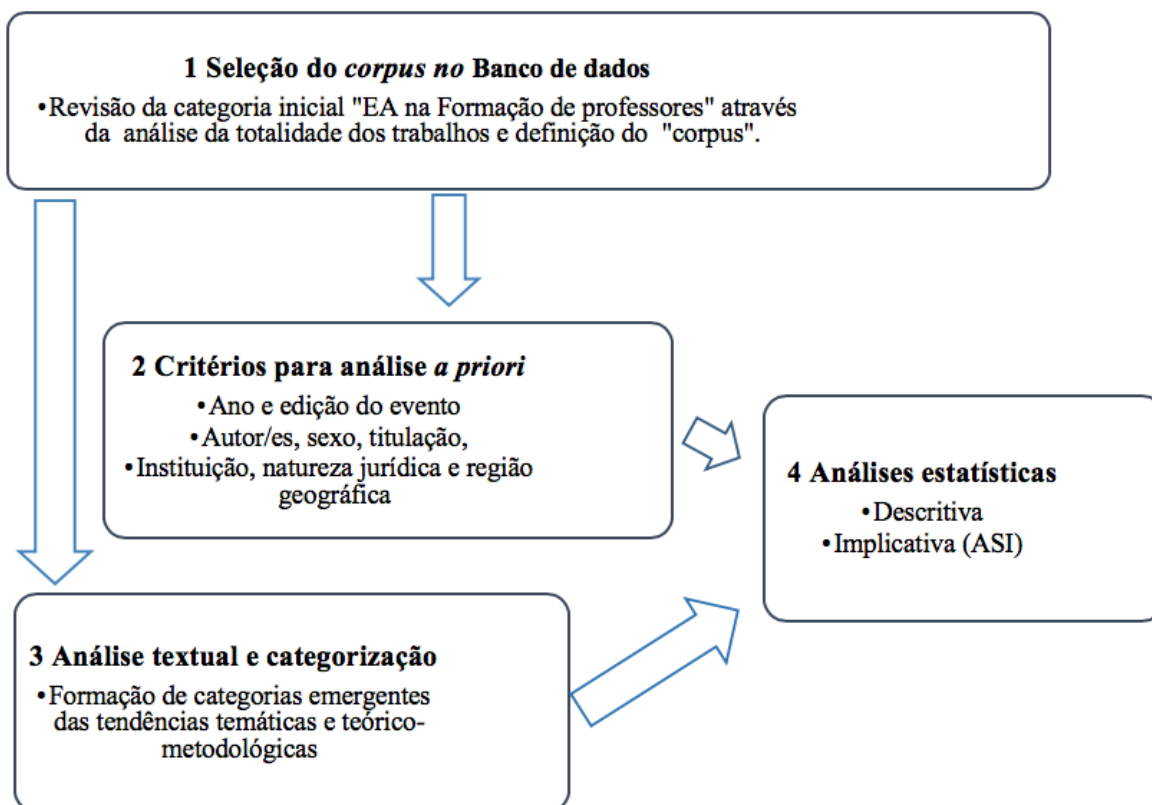 1 Seleção do corpus no Banco de dados
•Revisão da categoria inicial "EA na Formação de professores" através
da análise da totalidade dos trabalhos e definição do "corpus".
2 Critérios para análise a priori
•Ano e edição do evento
•Autor/es, sexo, titulação,
•Instituição, natureza jurídica e região
geográfica
4 Análises estatísticas
•Descritiva
•Implicativa (ASI)
3 Análise textual e categorização
•Formação de categorias emergentes
das tendências temáticas e teórico-
metodológicas